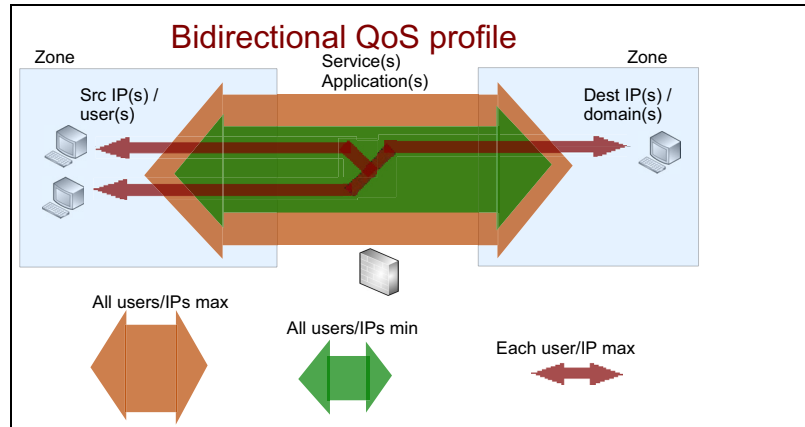 Bidirectional QoS profile
Zone
Zone
Service(s)
Application(s)
Src IP(s) /
user(s)
Dest IP(s) /
domain(s)
All users/IPs max
All users/IPs min
Each user/IP max